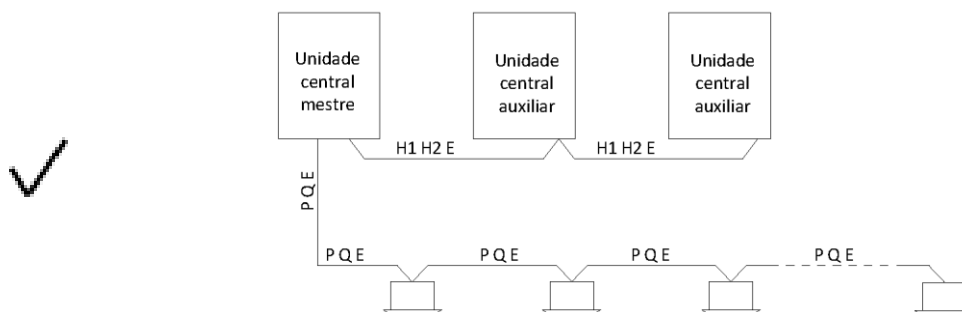 Unidade
central
mestre
Unidade
central
auxiliar
Unidade
central
auxiliar
H1 H2 E
H1 H2 E
P Q E
P Q E
P Q E
P Q E
P Q E